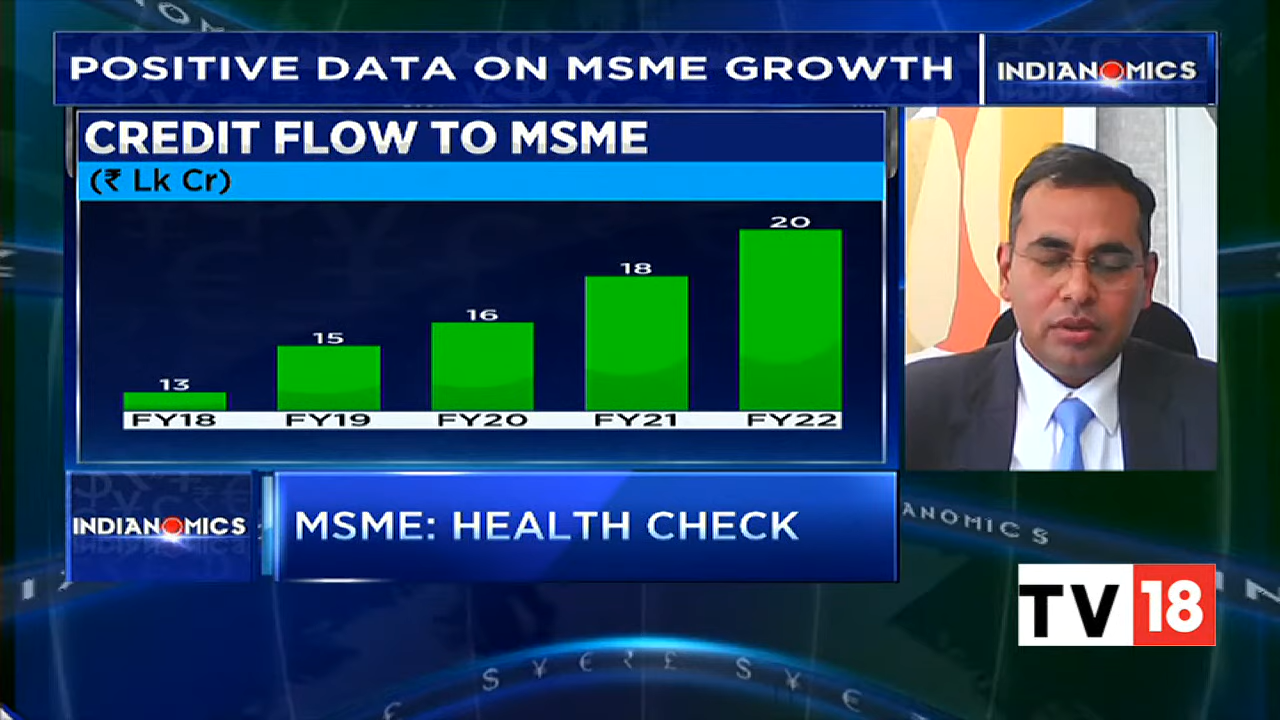 POSITIVE DATA ON MSME GROWTH
INDIANOMICS
CREDIT FLOW TO MSME
(₹ Lk Cr)
20
18
16
15
13
FY18 FY19 FY20 FY21 FY22
INDIANOMICS
MSME: HEALTH CHECK
ANOMICS
TV18
$ ¥ € ₹ £ $ ¥ €